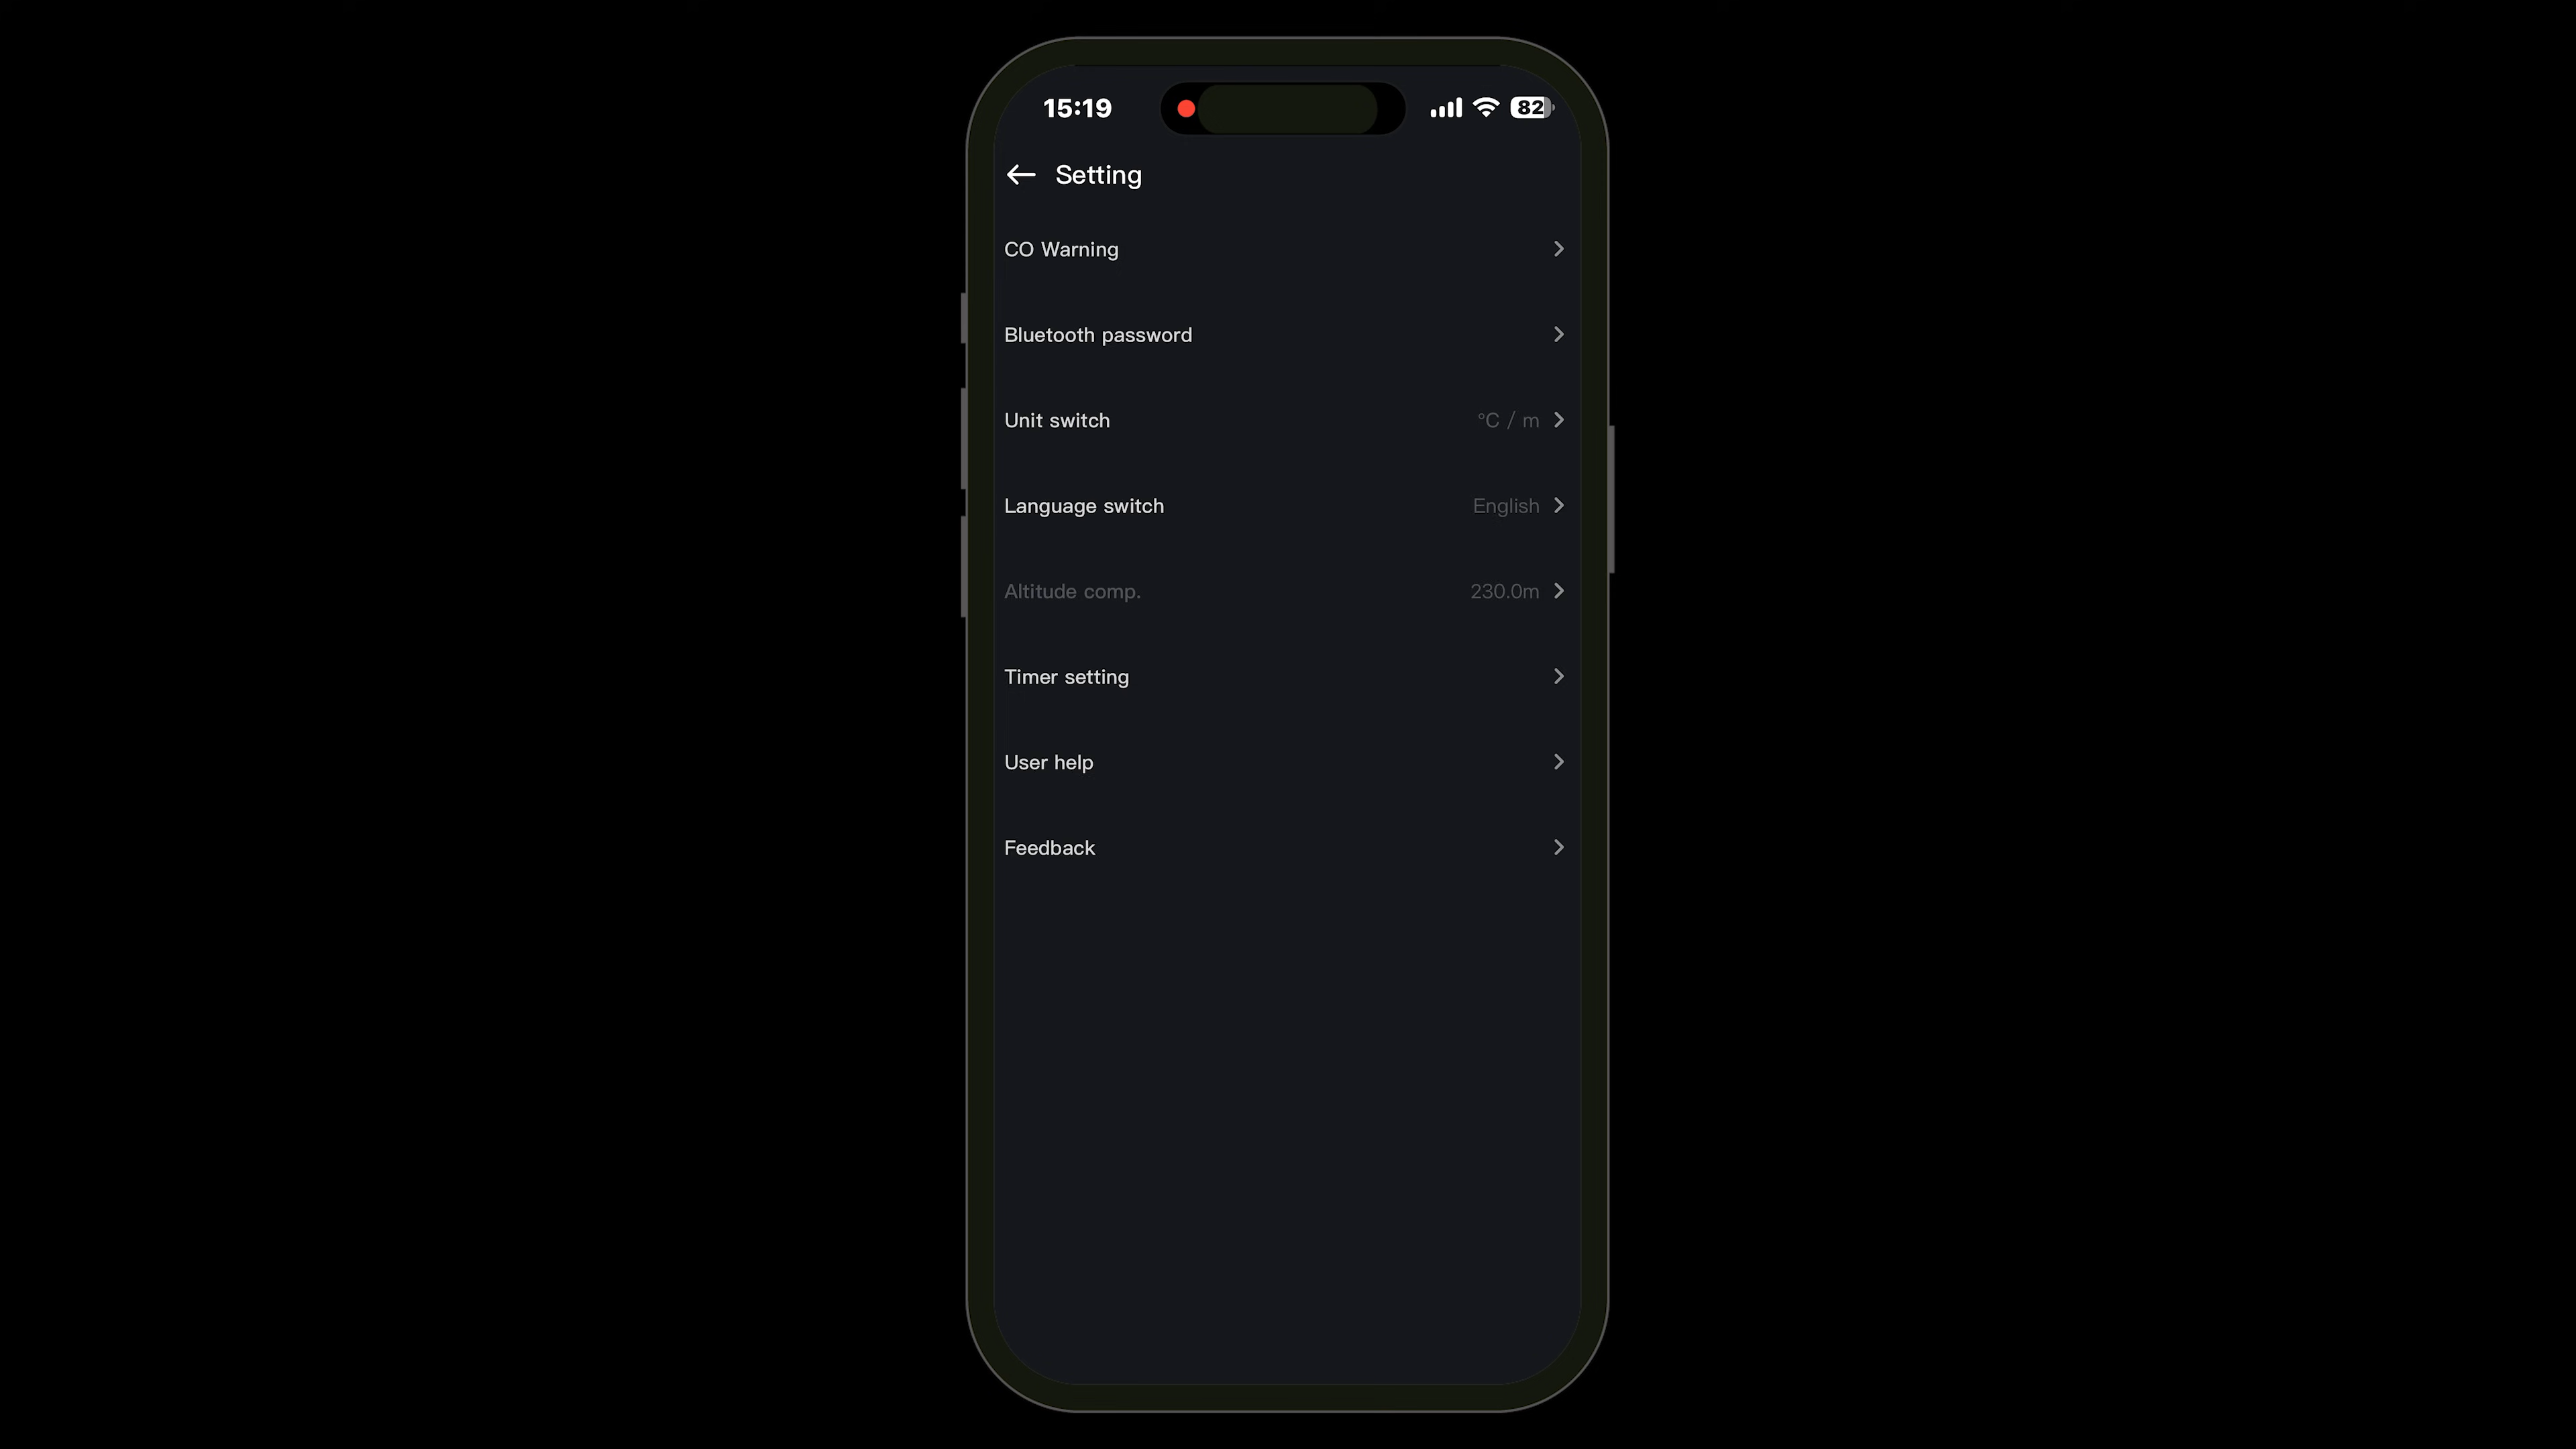 15:19
82
Setting
CO Warning
Bluetooth password
Unit switch
°C / m
Language switch
English
Altitude comp.
230.0m
Timer setting
User help
Feedback